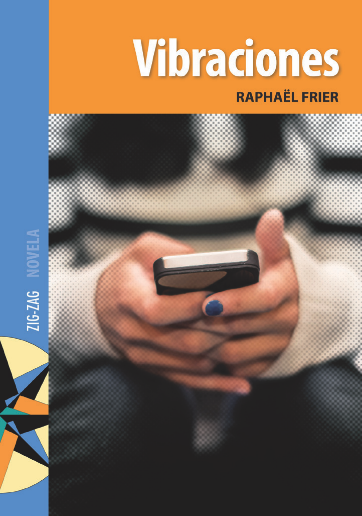 Vibraciones
RAPHAËL FRIER
ZIG-ZAG NOVELA